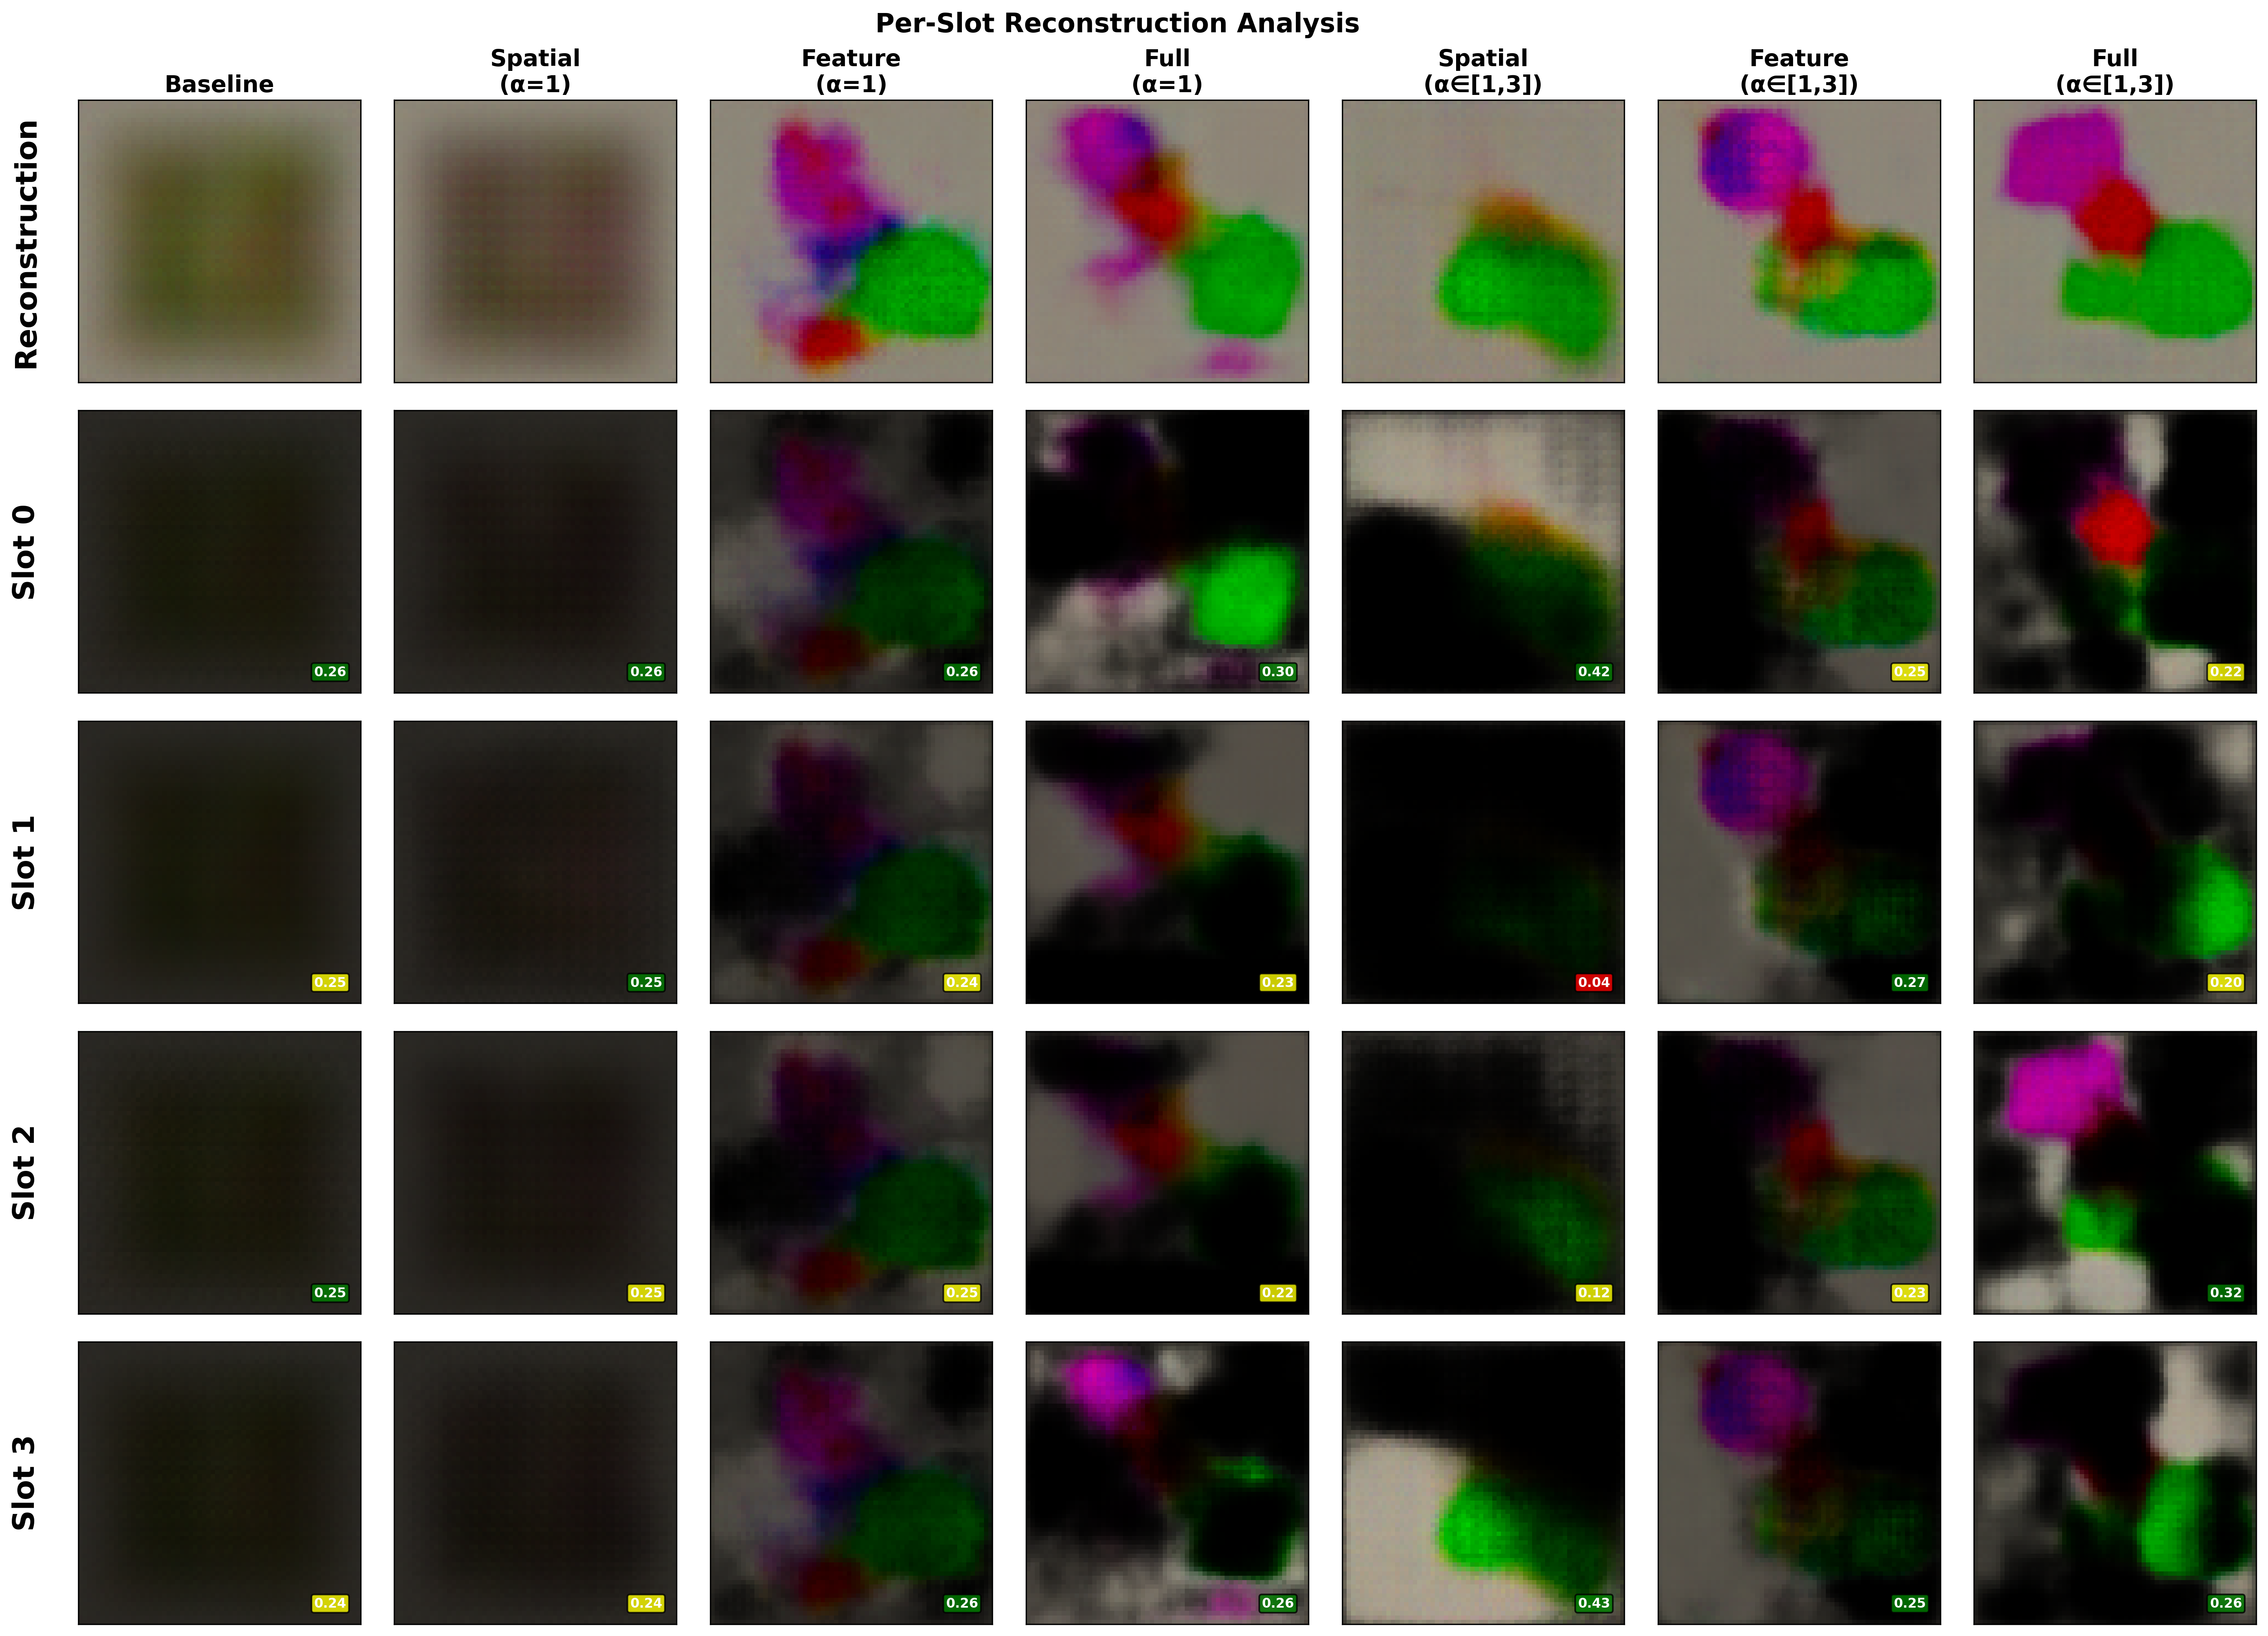 Per-Slot Reconstruction Analysis
Baseline
Spatial
(α=1)
Feature
(α=1)
Full
(α=1)
Spatial
(α∈[1,3])
Feature
(α∈[1,3])
Full
(α∈[1,3])
Reconstruction
Slot 0
0.26
0.26
0.26
0.30
0.42
0.25
0.22
Slot 1
0.25
0.25
0.24
0.23
0.04
0.27
0.20
Slot 2
0.25
0.25
0.25
0.22
0.12
0.23
0.32
Slot 3
0.24
0.24
0.26
0.26
0.43
0.25
0.26